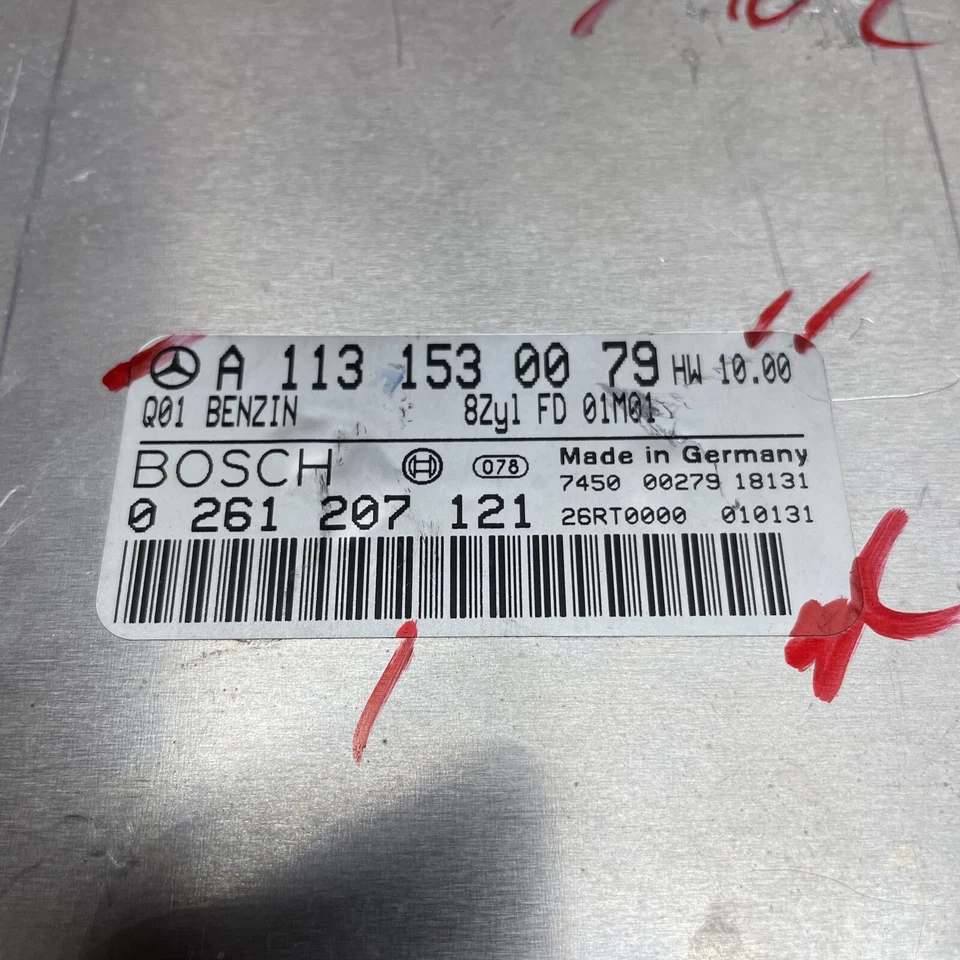 A 113 153 00 79 HW 10.00
Q01 BENZIN 8Zyl FD 01M01
BOSCH 078 Made in Germany
7450 00279 18131
0 261 207 121 26RT0000 010131